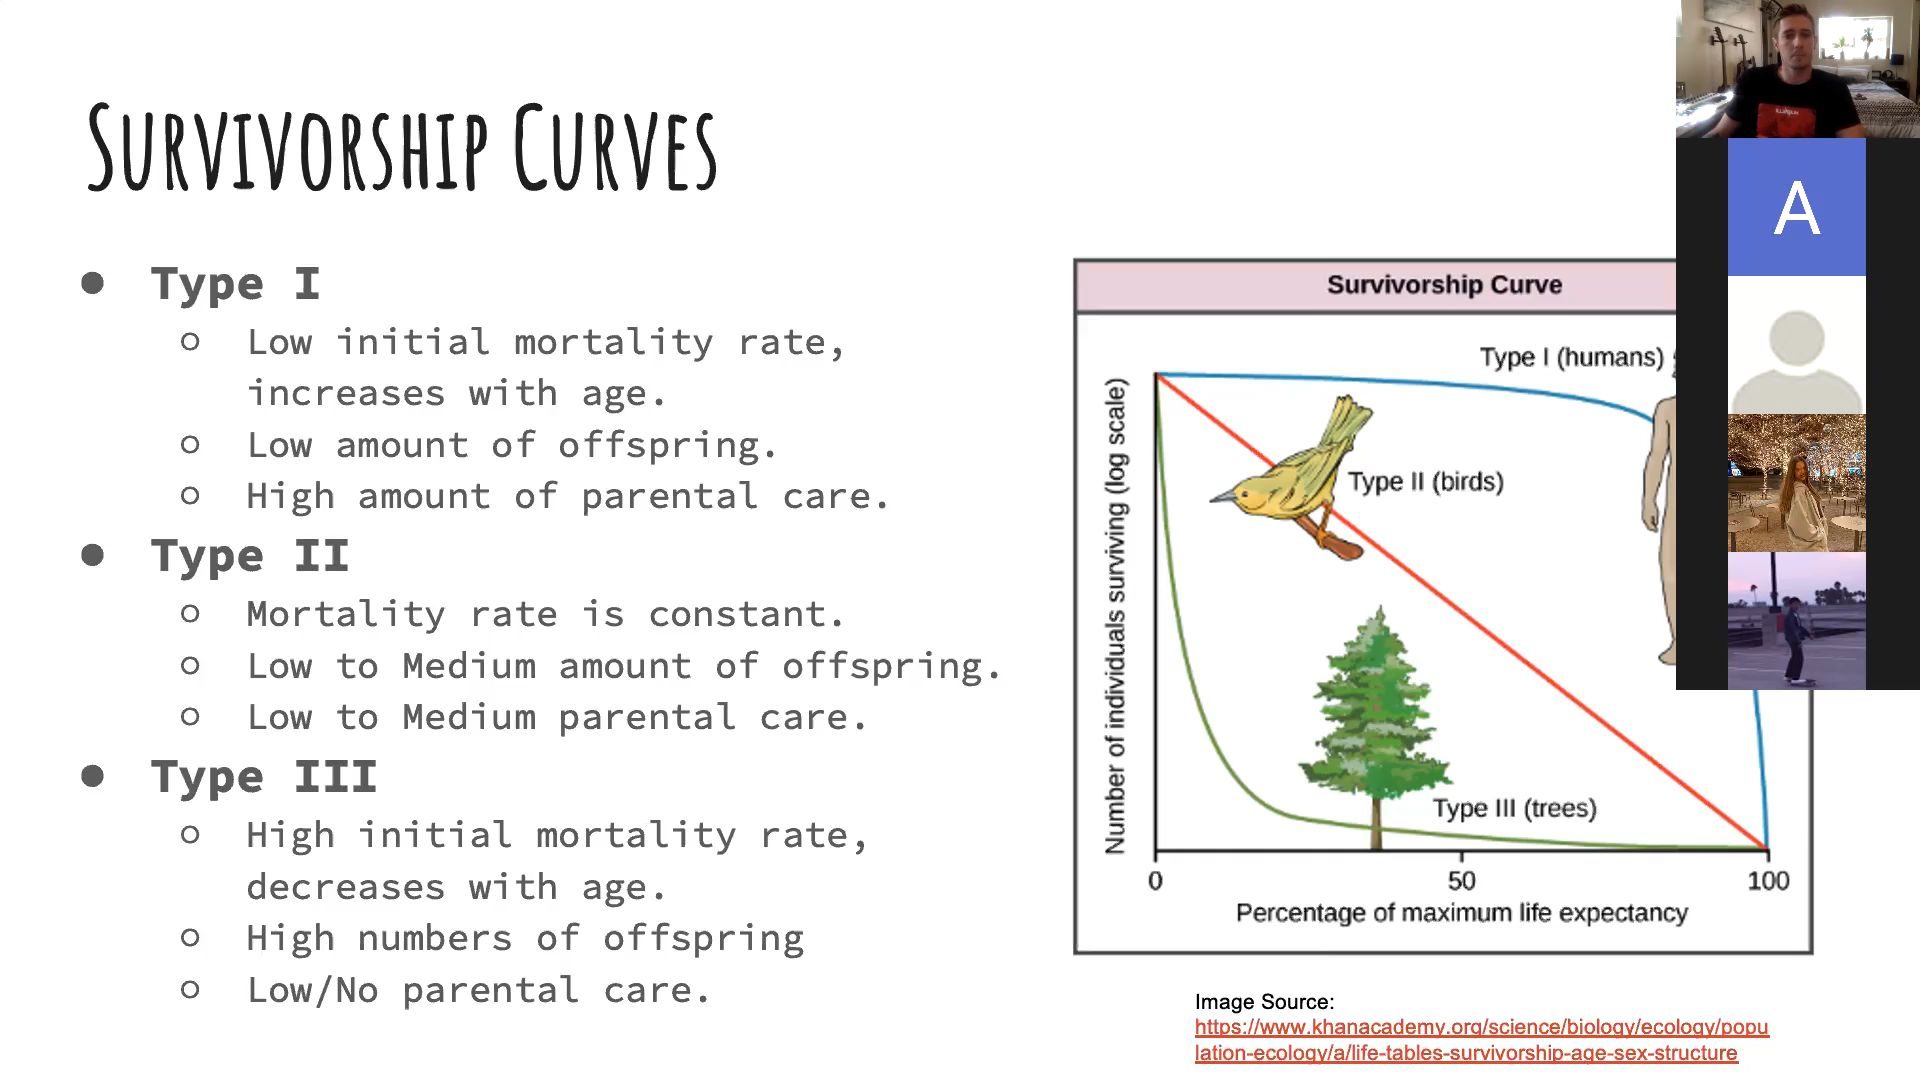 Survivorship Curves
● Type I
○ Low initial mortality rate,
increases with age.
○ Low amount of offspring.
○ High amount of parental care.
● Type II
○ Mortality rate is constant.
○ Low to Medium amount of offspring.
○ Low to Medium parental care.
● Type III
○ High initial mortality rate,
decreases with age.
○ High numbers of offspring
○ Low/No parental care.
Survivorship Curve
Type I (humans)
Type II (birds)
Type III (trees)
Number of individuals surviving (log scale)
0 50 100
Percentage of maximum life expectancy
Image Source:
https://www.khanacademy.org/science/biology/ecology/popu
lation-ecology/a/life-tables-survivorship-age-sex-structure
A